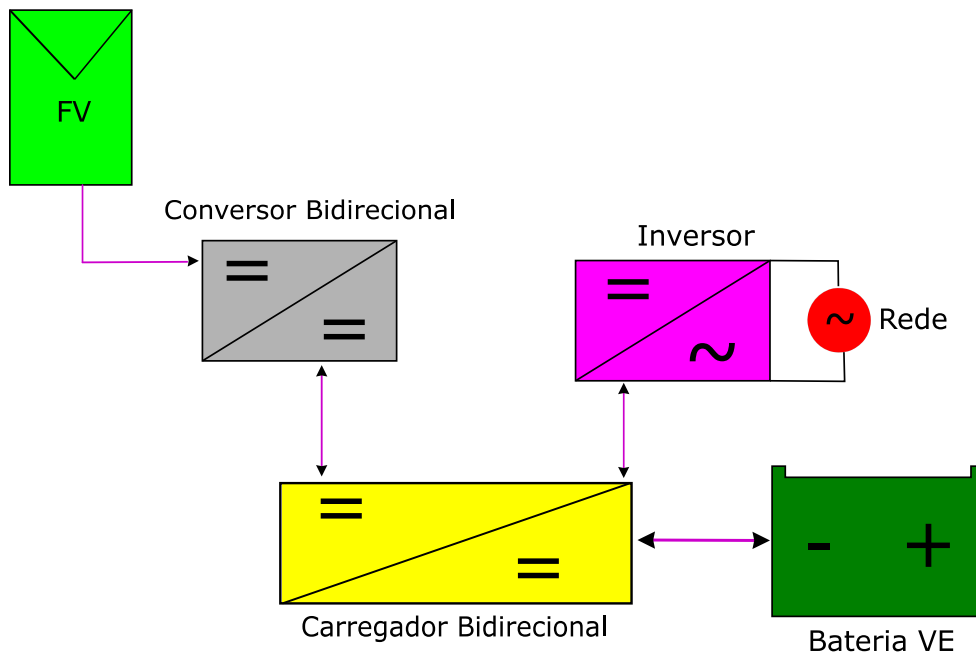 FV
Conversor Bidirecional
=
=
Inversor
=
~
~
Rede
=
=
- +
Carregador Bidirecional
Bateria VE